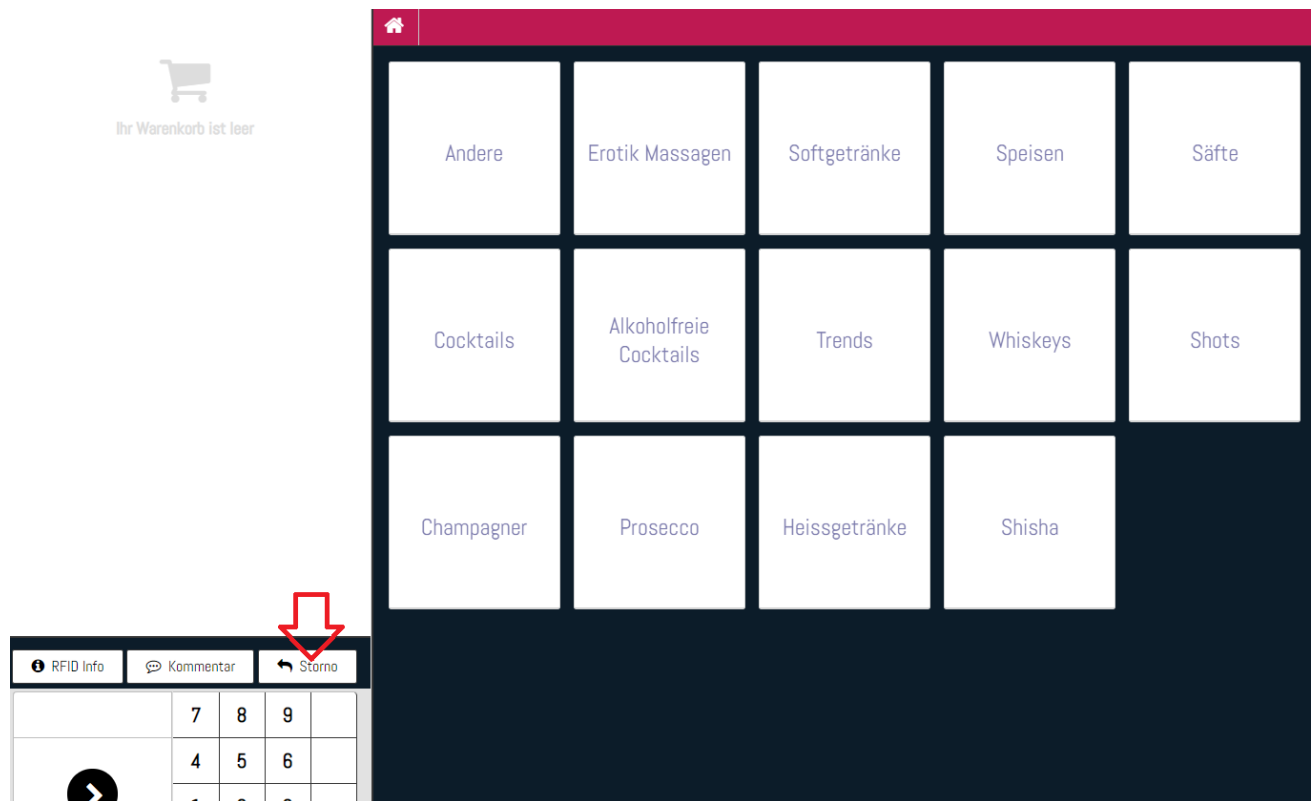 Ihr Warenkorb ist leer
Andere
Erotik Massagen
Softgetränke
Speisen
Säfte
Cocktails
Alkoholfreie
Cocktails
Trends
Whiskeys
Shots
Champagner
Prosecco
Heissgetränke
Shisha
RFID Info
Kommentar
Storno
7 8 9
4 5 6